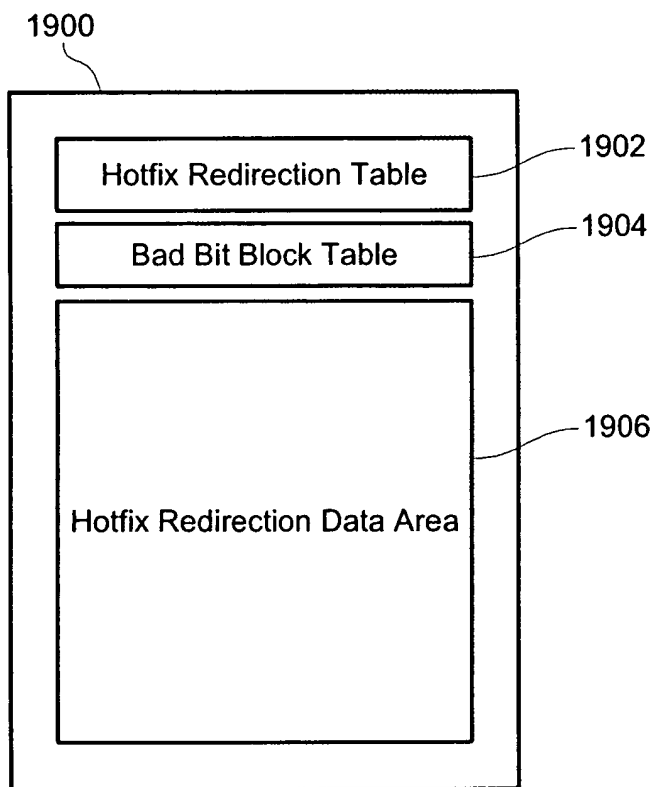 1900
Hotfix Redirection Table
1902
Bad Bit Block Table
1904
Hotfix Redirection Data Area
1906